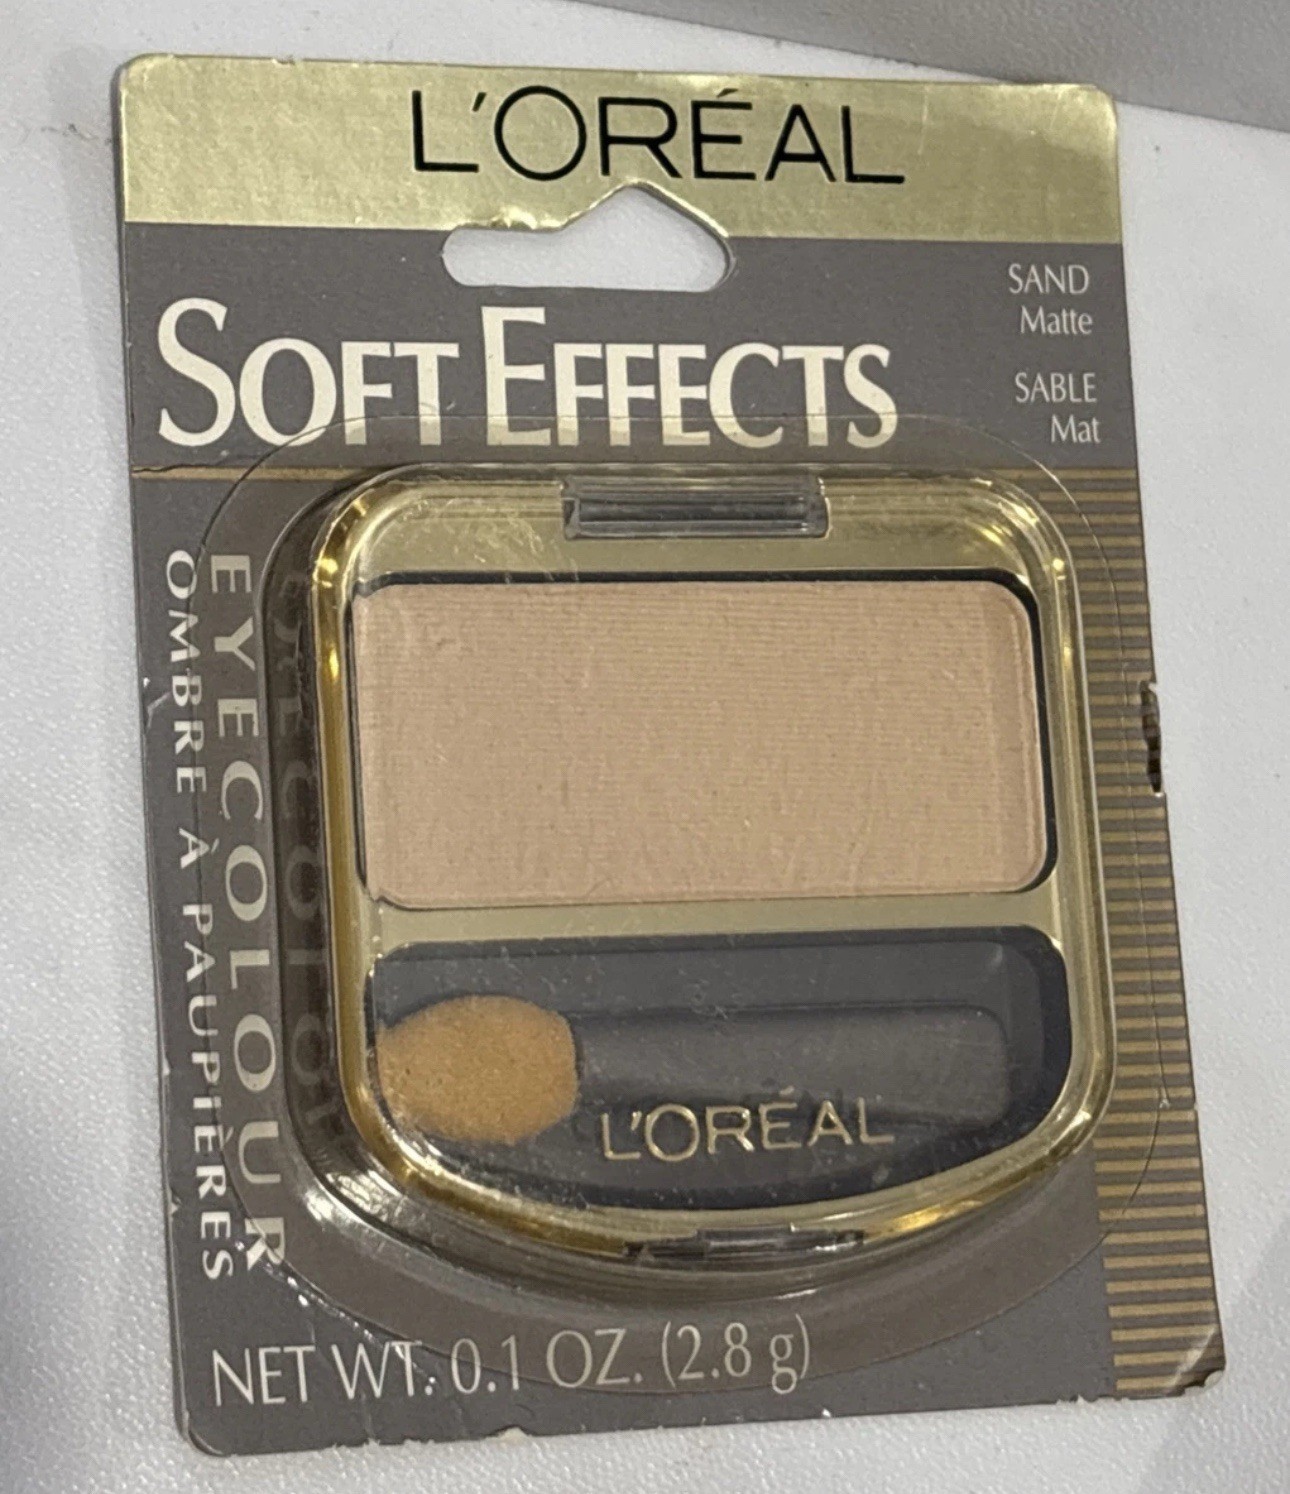 L'ORÉAL
SAND
Matte
SABLE
Mat
SOFT EFFECTS
EYECOLOUR
OMBRE À PAUPIÈRES
L'ORÉAL
NET WT. 0.1 OZ. (2.8 g)